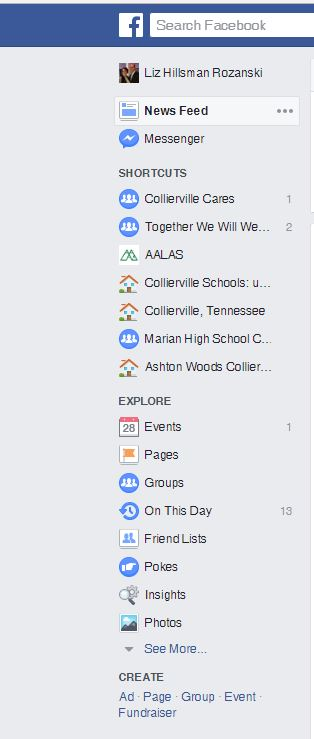 f Search Facebook
Liz Hillsman Rozanski
News Feed
Messenger
SHORTCUTS
Collierville Cares 1
Together We Will We... 2
AALAS
Collierville Schools: u...
Collierville, Tennessee
Marian High School C...
Ashton Woods Collier...
EXPLORE
28 Events 1
Pages
Groups
On This Day 13
Friend Lists
Pokes
Insights
Photos
See More...
CREATE
Ad · Page · Group · Event ·
Fundraiser